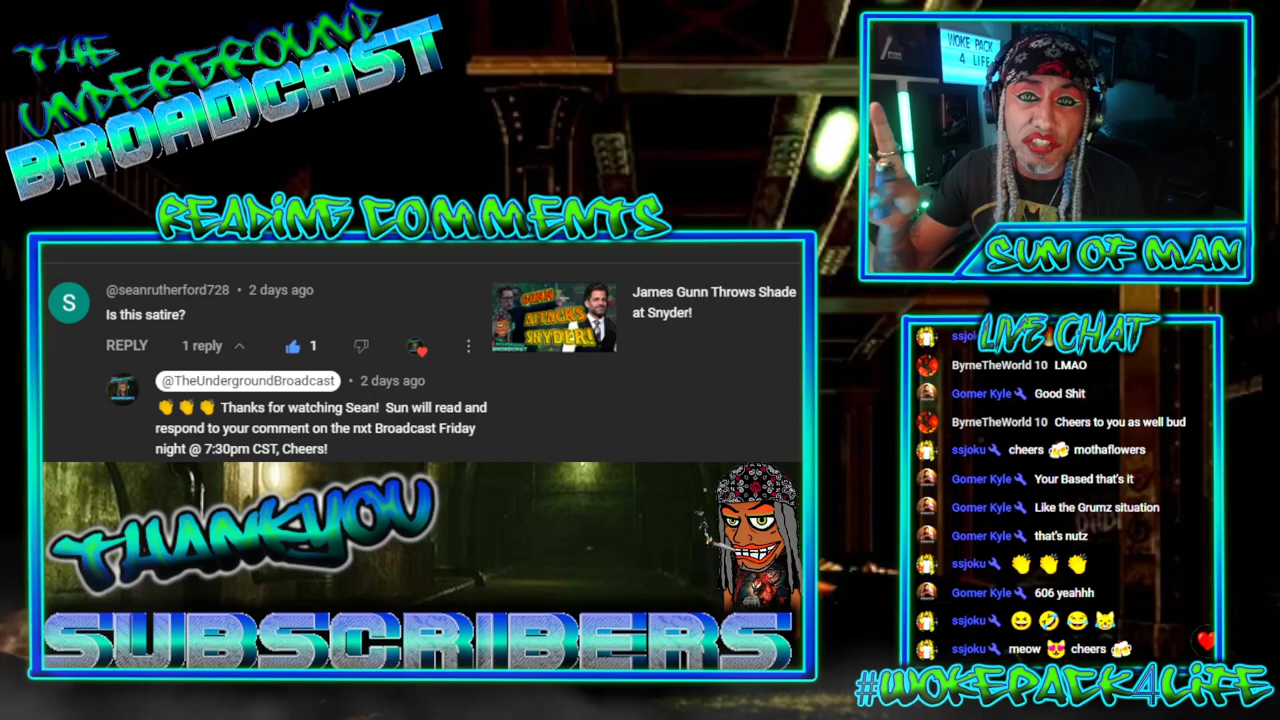 THE
UNDERGROUND
BROADCAST
WOKE PACK
4 LIFE
SUN OF MAN
READING COMMENTS
S
@seanrutherford728 • 2 days ago
Is this satire?
REPLY 1 reply 1
GUNN
ATTACKS
SNYDER!
James Gunn Throws Shade
at Snyder!
@TheUndergroundBroadcast • 2 days ago
👏 👏 👏 Thanks for watching Sean! Sun will read and
respond to your comment on the nxt Broadcast Friday
night @ 7:30pm CST, Cheers!
THANKYOU
SUBSCRIBERS
LIVE CHAT
ssjo
ByrneTheWorld 10 LMAO
Gomer Kyle Good Shit
ByrneTheWorld 10 Cheers to you as well bud
ssjoku cheers 🍻 mothaflowers
Gomer Kyle Your Based that's it
Gomer Kyle Like the Grumz situation
Gomer Kyle that's nutz
ssjoku 👏 👏 👏
Gomer Kyle 606 yeahhh
ssjoku 😆 🤣 😂 😹
ssjoku meow 😻 cheers 🍻
#WOKEPACK4LIFE